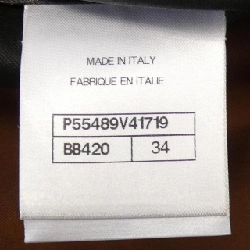 MADE IN ITALY
FABRIQUE EN ITALIE
P55489V41719
BB420 34